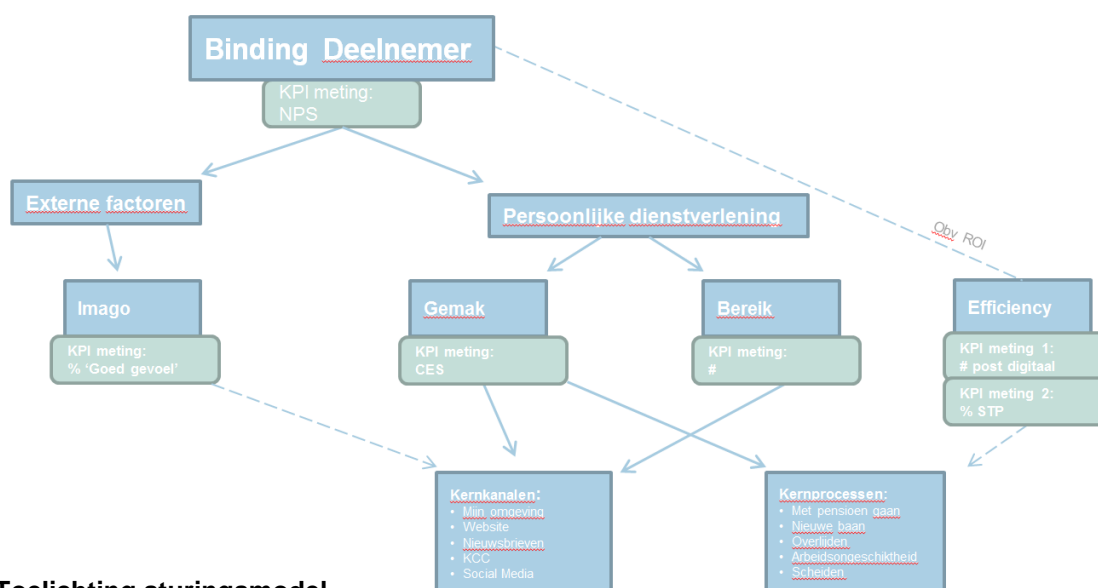 Binding Deelnemer
KPI meting:
NPS
Externe factoren
Persoonlijke dienstverlening
Obv ROI
Imago
KPI meting:
% ‘Goed gevoel’
Gemak
KPI meting:
CES
Bereik
KPI meting:
#
Efficiency
KPI meting 1:
# post digitaal
KPI meting 2:
% STP
Kernkanalen:
• Mijn omgeving
• Website
• Nieuwsbrieven
• KCC
• Social Media
Kernprocessen:
• Met pensioen gaan
• Nieuwe baan
• Overlijden
• Arbeidsongeschiktheid
• Scheiden
Toelichting sturingsmodel